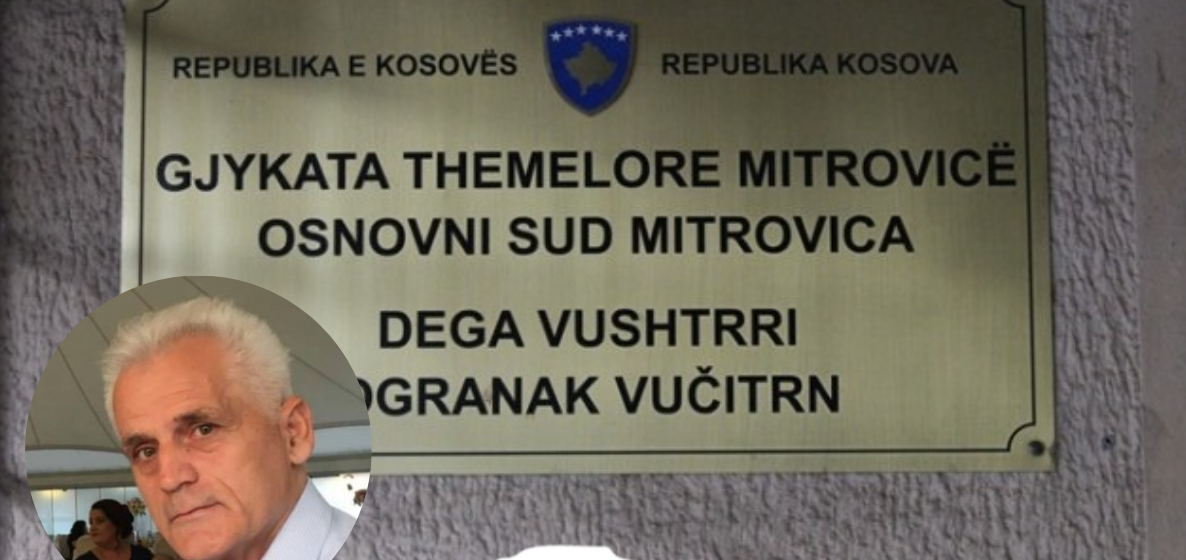 REPUBLIKA E KOSOVËS REPUBLIKA KOSOVA
GJYKATA THEMELORE MITROVICË
OSNOVNI SUD MITROVICA
DEGA VUSHTRRI
OGRANAK VUČITRN